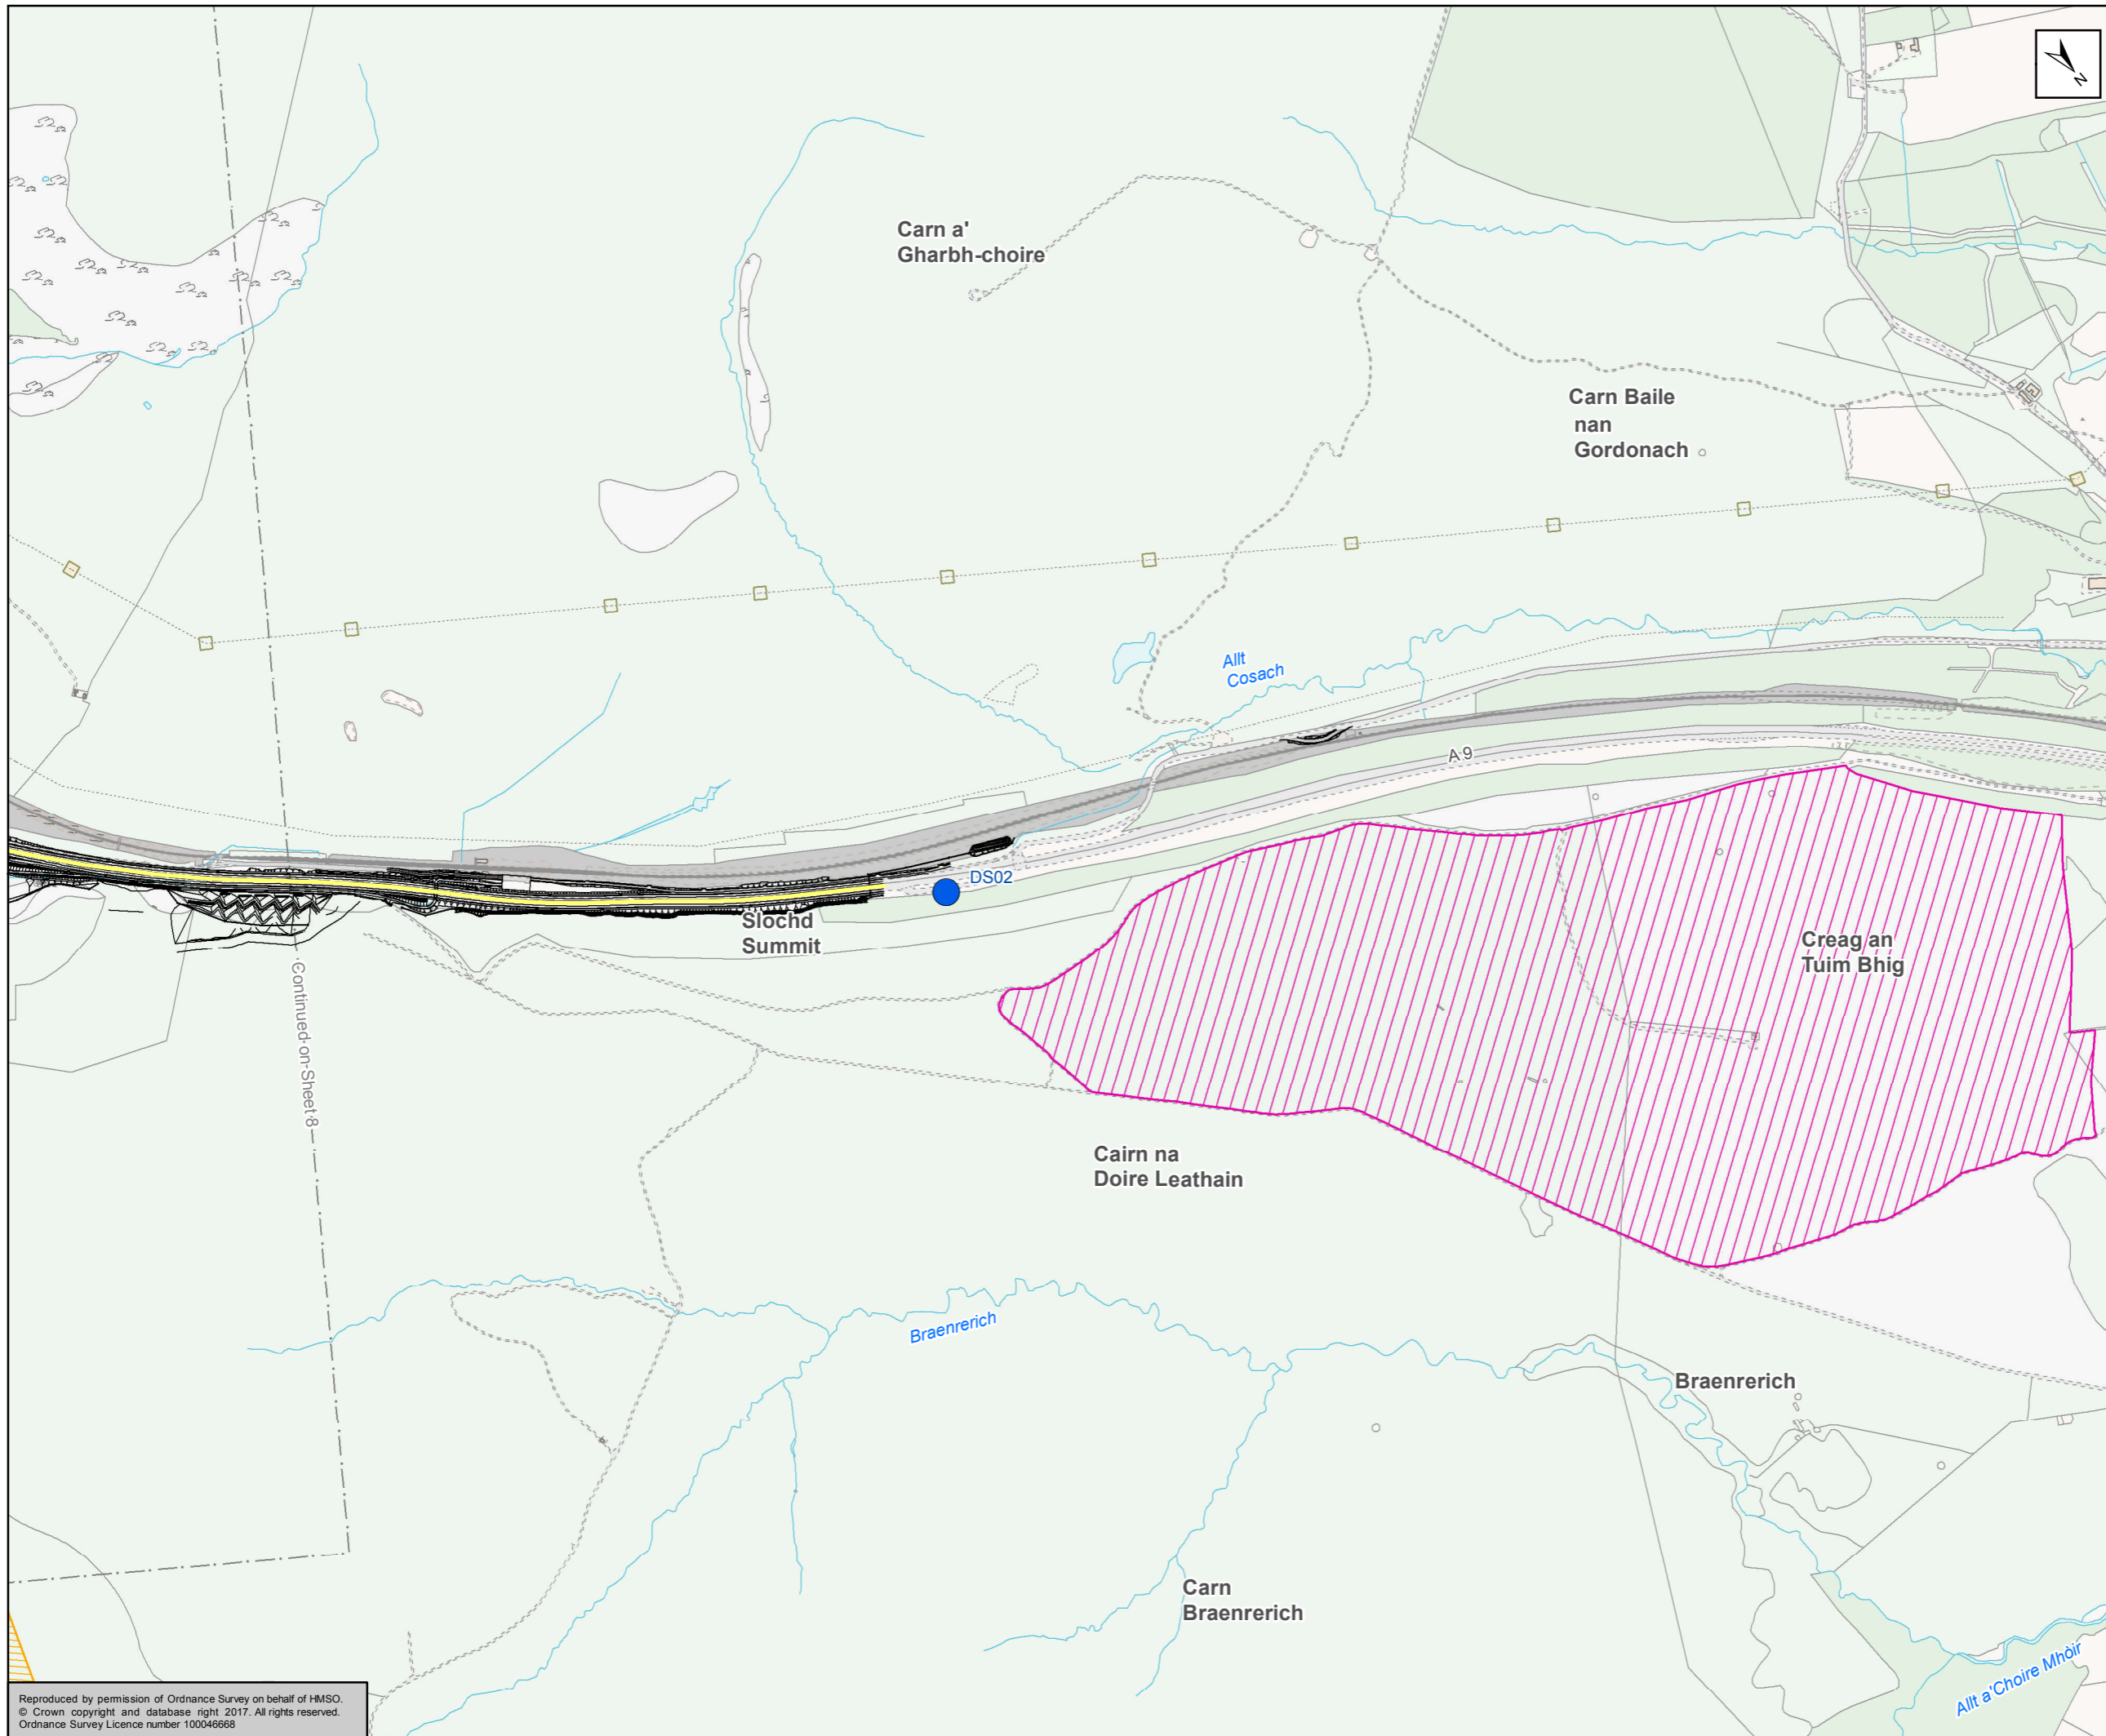 N
Carn a'
Gharbh-choire
Carn Baile
nan
Gordonach
Allt
Cosach
A 9
DS02
Slochd
Summit
Creag an
Tuim Bhig
Continued on Sheet 8
Cairn na
Doire Leathain
Braenrerich
Braenrerich
Carn
Braenrerich
Allt a'Choire Mhòir
Reproduced by permission of Ordnance Survey on behalf of HMSO.
© Crown copyright and database right 2017. All rights reserved.
Ordnance Survey Licence number 100046668